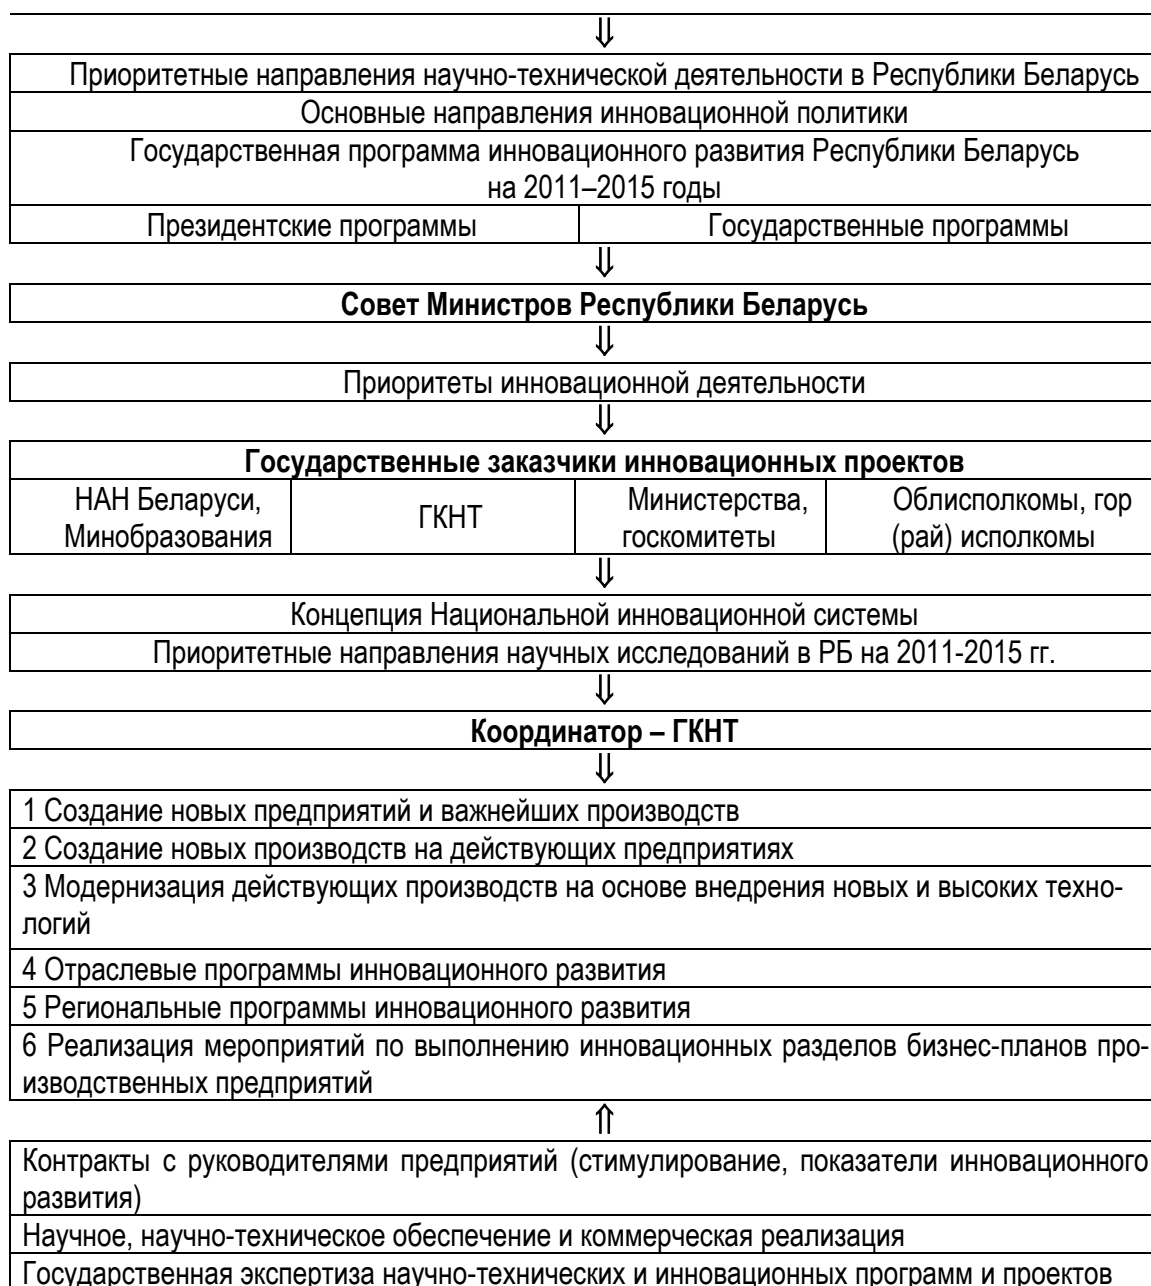 ⇓
Приоритетные направления научно-технической деятельности в Республики Беларусь
Основные направления инновационной политики
Государственная программа инновационного развития Республики Беларусь
на 2011–2015 годы
Президентские программы Государственные программы
⇓
Совет Министров Республики Беларусь
⇓
Приоритеты инновационной деятельности
⇓
Государственные заказчики инновационных проектов
НАН Беларуси,
Минобразования
ГКНТ
Министерства,
госкомитеты
Облисполкомы, гор
(рай) исполкомы
⇓
Концепция Национальной инновационной системы
Приоритетные направления научных исследований в РБ на 2011-2015 гг.
⇓
Координатор – ГКНТ
⇓
1 Создание новых предприятий и важнейших производств
2 Создание новых производств на действующих предприятиях
3 Модернизация действующих производств на основе внедрения новых и высоких техно-
логий
4 Отраслевые программы инновационного развития
5 Региональные программы инновационного развития
6 Реализация мероприятий по выполнению инновационных разделов бизнес-планов про-
изводственных предприятий
⇑
Контракты с руководителями предприятий (стимулирование, показатели инновационного
развития)
Научное, научно-техническое обеспечение и коммерческая реализация
Государственная экспертиза научно-технических и инновационных программ и проектов